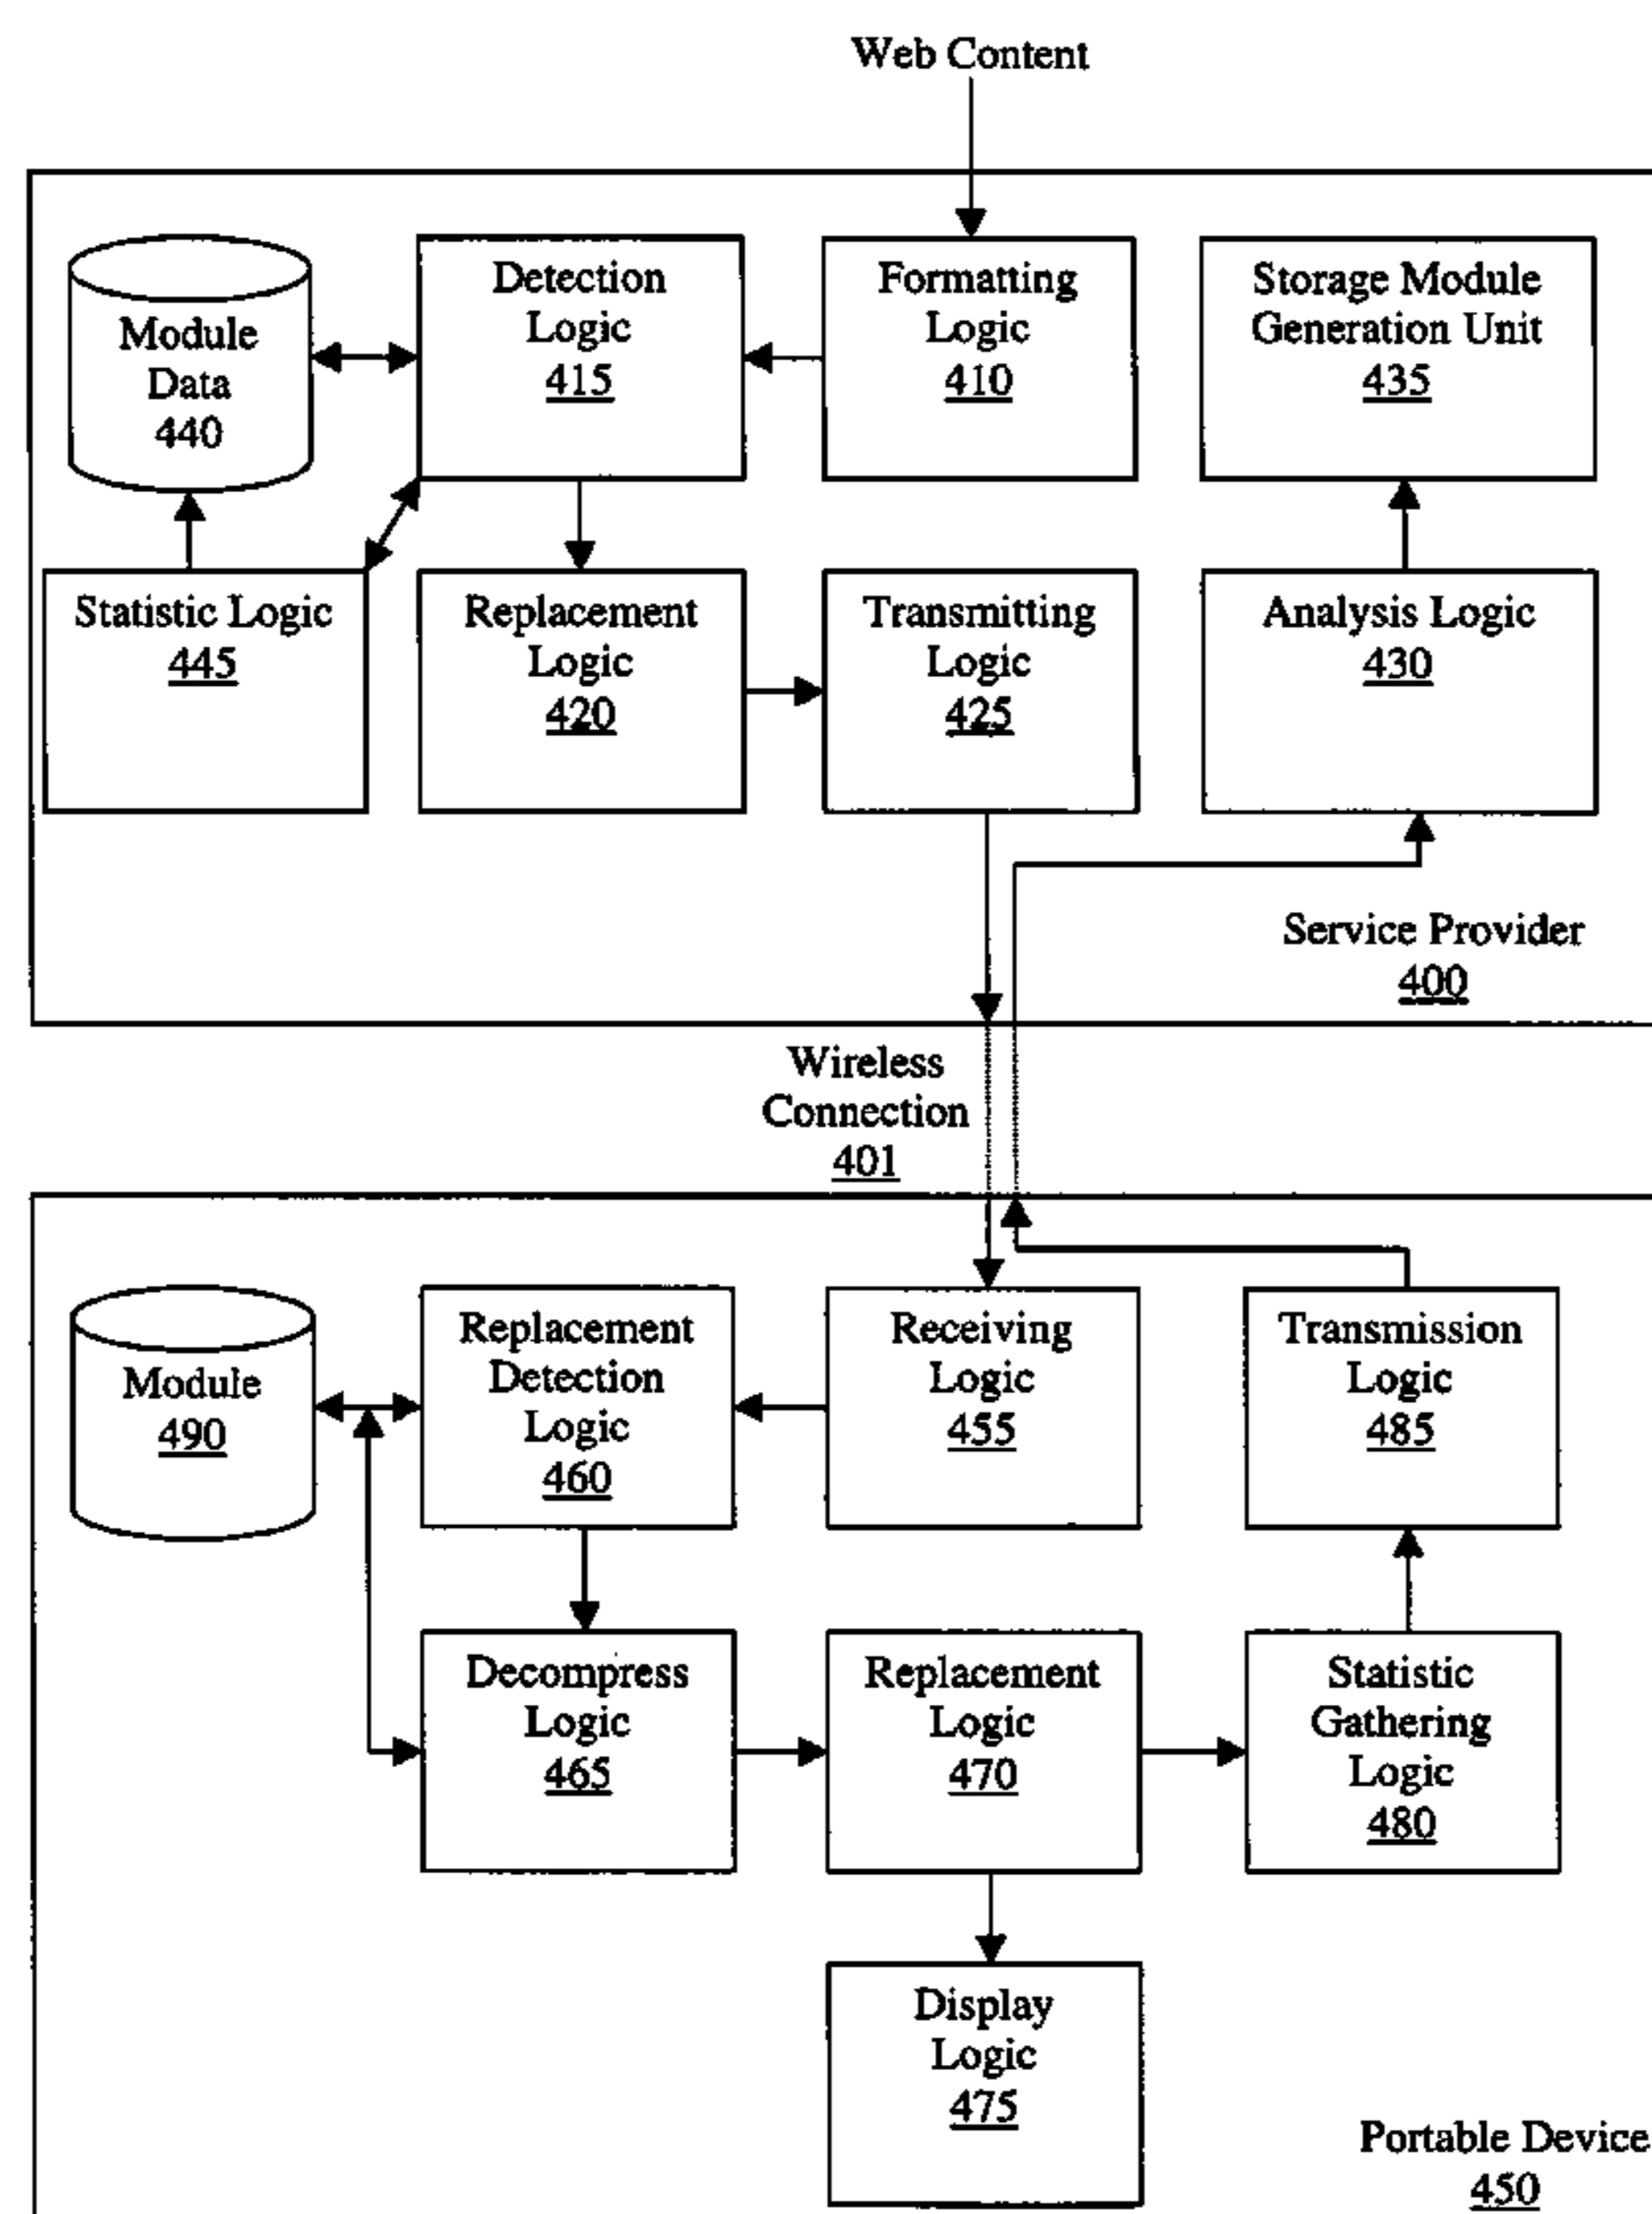 Web Content
Module
Data
440
Detection
Logic
415
Formatting
Logic
410
Storage Module
Generation Unit
435
Statistic Logic
445
Replacement
Logic
420
Transmitting
Logic
425
Analysis Logic
430
Service Provider
400
Wireless
Connection
401
Module
490
Replacement
Detection
Logic
460
Receiving
Logic
455
Transmission
Logic
485
Decompress
Logic
465
Replacement
Logic
470
Statistic
Gathering
Logic
480
Display
Logic
475
Portable Device
450